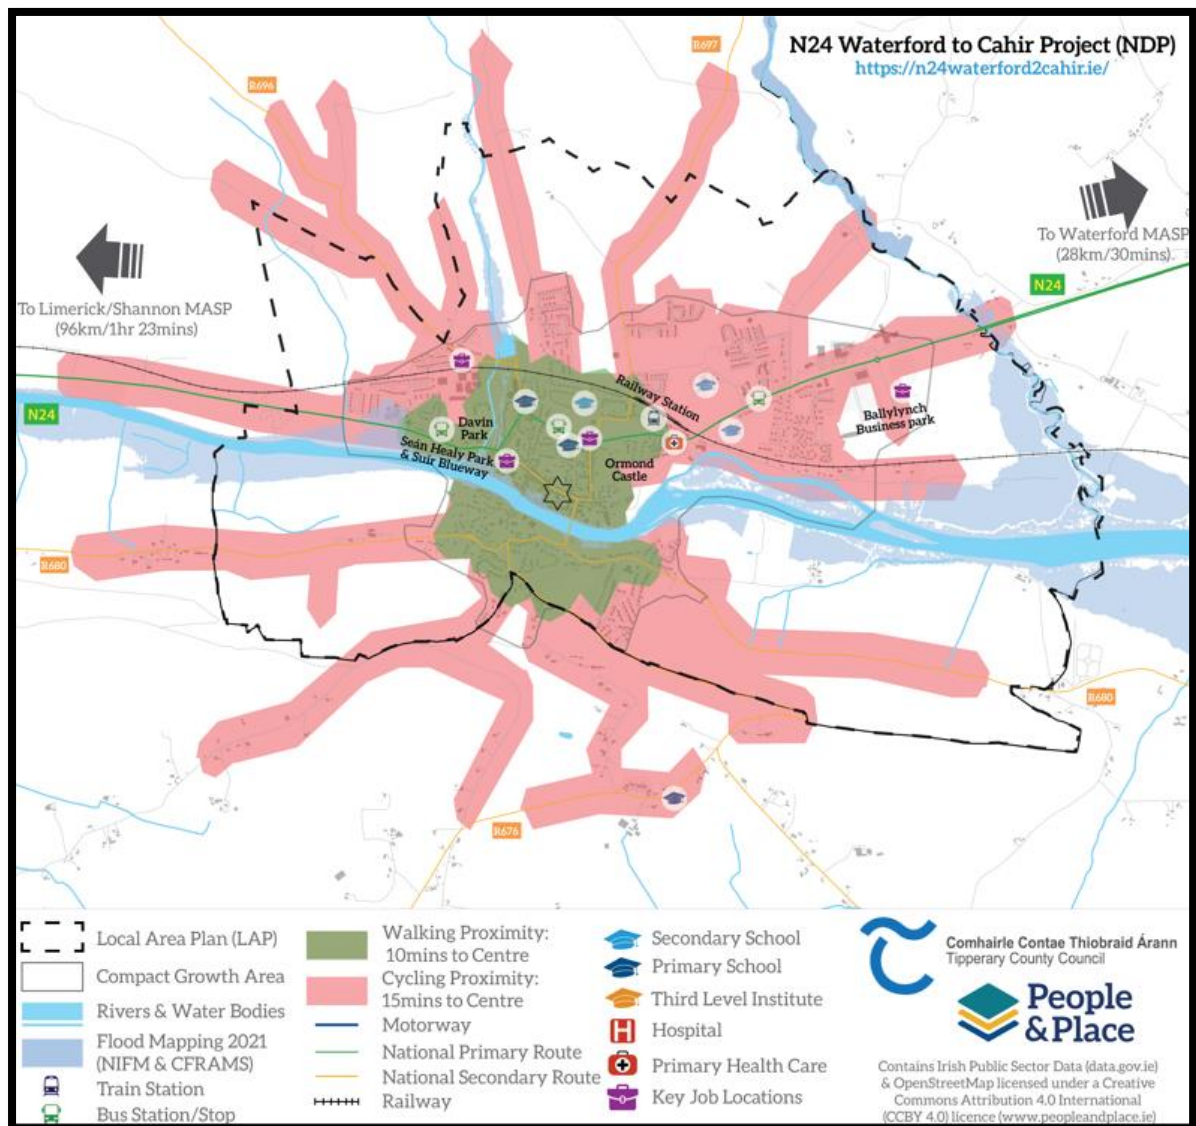 N24 Waterford to Cahir Project (NDP)
https://n24waterford2cahir.ie/
R697
R696
To Waterford MASP
(28km/30mins)
N24
To Limerick/Shannon MASP
(96km/1hr 23mins)
N24
Railway Station
Davin
Park
Seán Healy Park
& Suir Blueway
Ormond
Castle
Ballylynch
Business park
R680
R680
R676
Local Area Plan (LAP)
Compact Growth Area
Rivers & Water Bodies
Flood Mapping 2021
(NIFM & CFRAMS)
Train Station
Bus Station/Stop
Walking Proximity:
10mins to Centre
Cycling Proximity:
15mins to Centre
Motorway
National Primary Route
National Secondary Route
Railway
Secondary School
Primary School
Third Level Institute
H Hospital
Primary Health Care
Key Job Locations
Comhairle Contae Thiobraid Árann
Tipperary County Council
People
& Place
Contains Irish Public Sector Data (data.gov.ie)
& OpenStreetMap licensed under a Creative
Commons Attribution 4.0 International
(CCBY 4.0) licence (www.peopleandplace.ie)